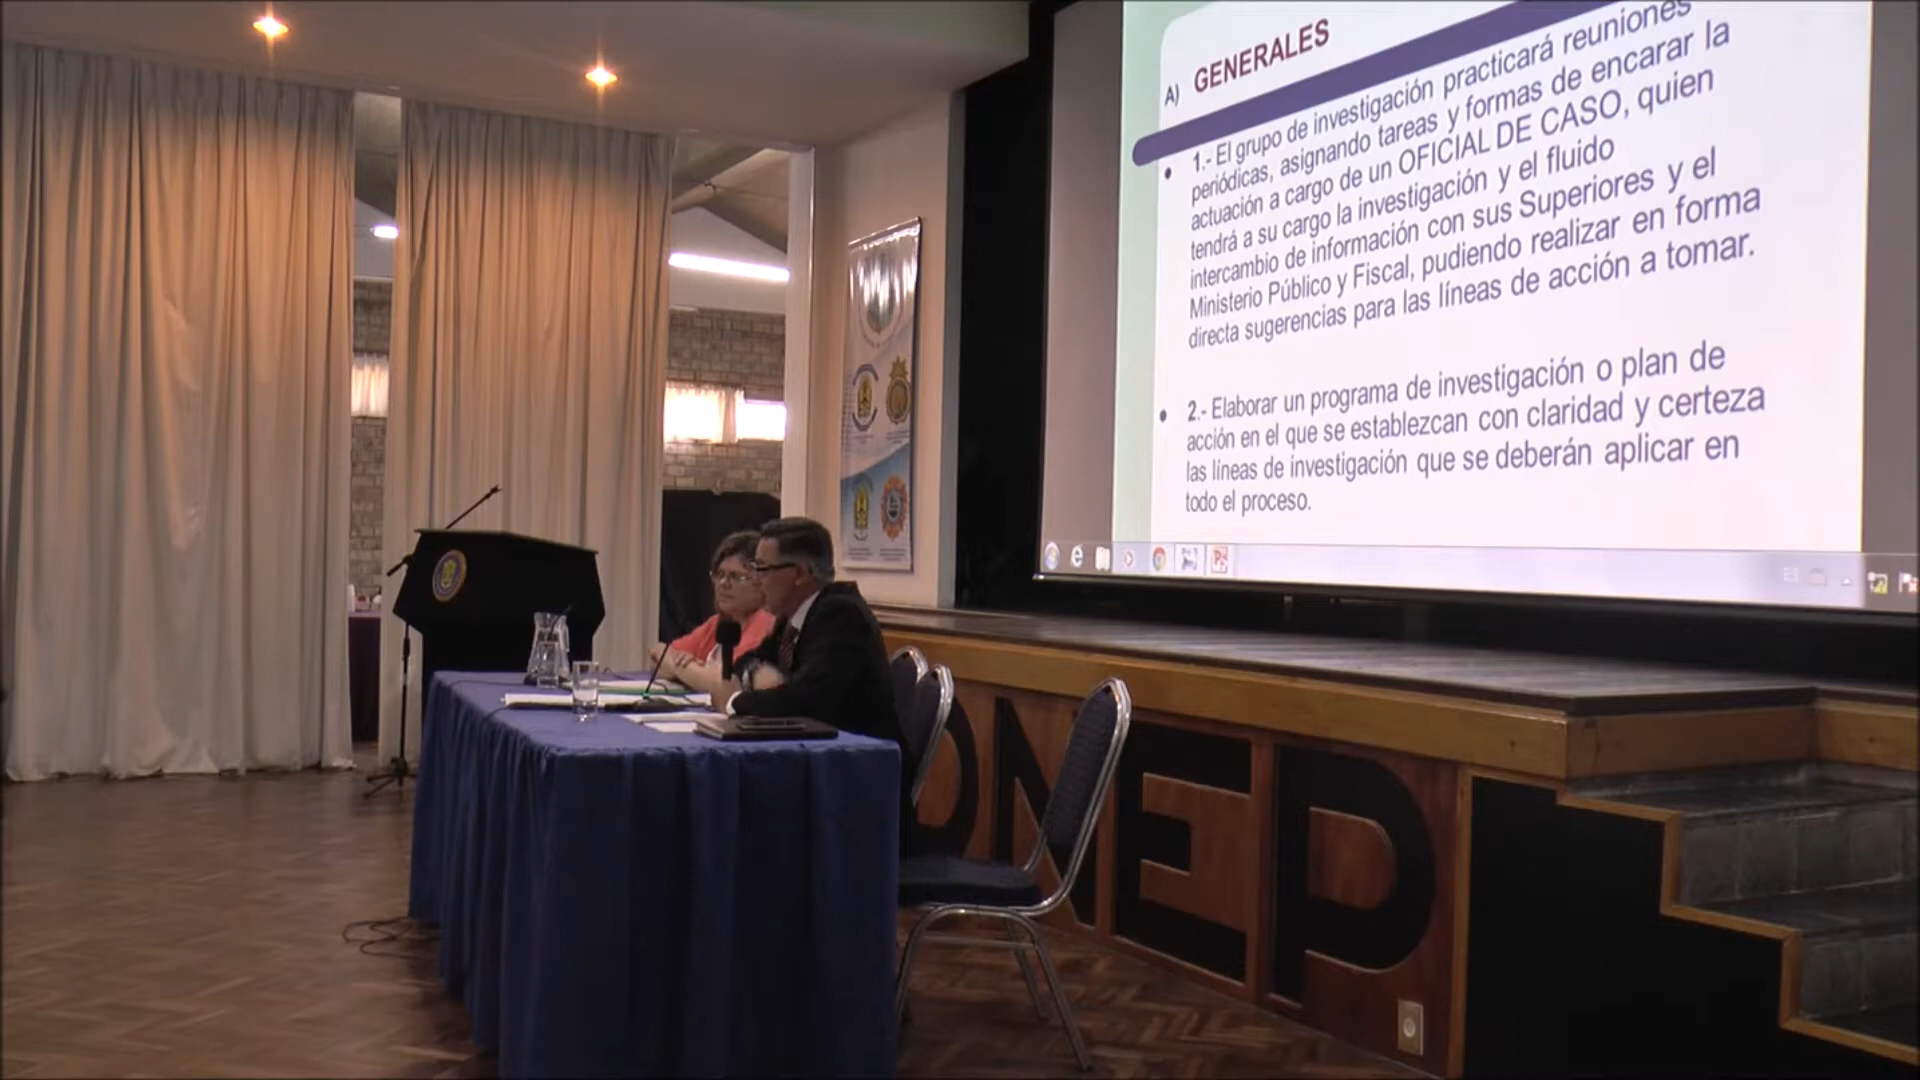 A) GENERALES
1.- El grupo de investigación practicará reuniones
periódicas, asignando tareas y formas de encarar la
actuación a cargo de un OFICIAL DE CASO, quien
tendrá a su cargo la investigación y el fluido
intercambio de información con sus Superiores y el
Ministerio Público y Fiscal, pudiendo realizar en forma
directa sugerencias para las líneas de acción a tomar.
2.- Elaborar un programa de investigación o plan de
acción en el que se establezcan con claridad y certeza
las líneas de investigación que se deberán aplicar en
todo el proceso.
ES
ONEP